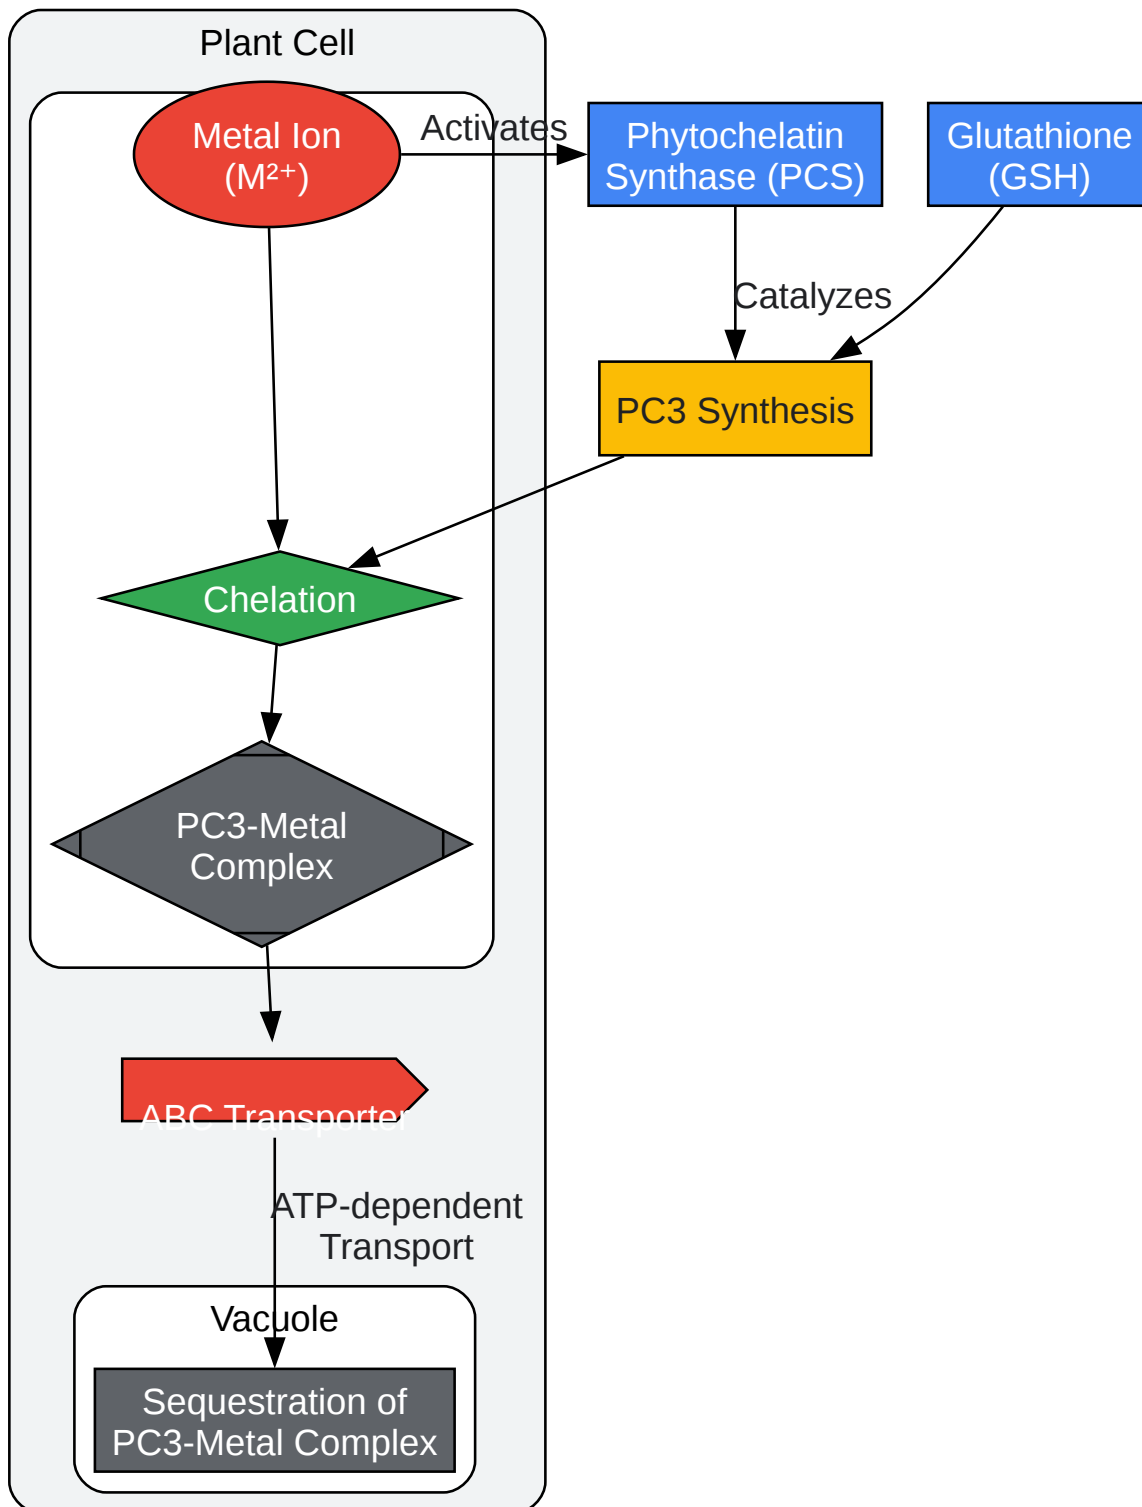 Plant Cell
Metal Ion
(M²⁺)
Activates
Phytochelatin
Synthase (PCS)
Glutathione
(GSH)
Catalyzes
PC3 Synthesis
Chelation
PC3-Metal
Complex
ABC Transporter
ATP-dependent
Transport
Vacuole
Sequestration of
PC3-Metal Complex